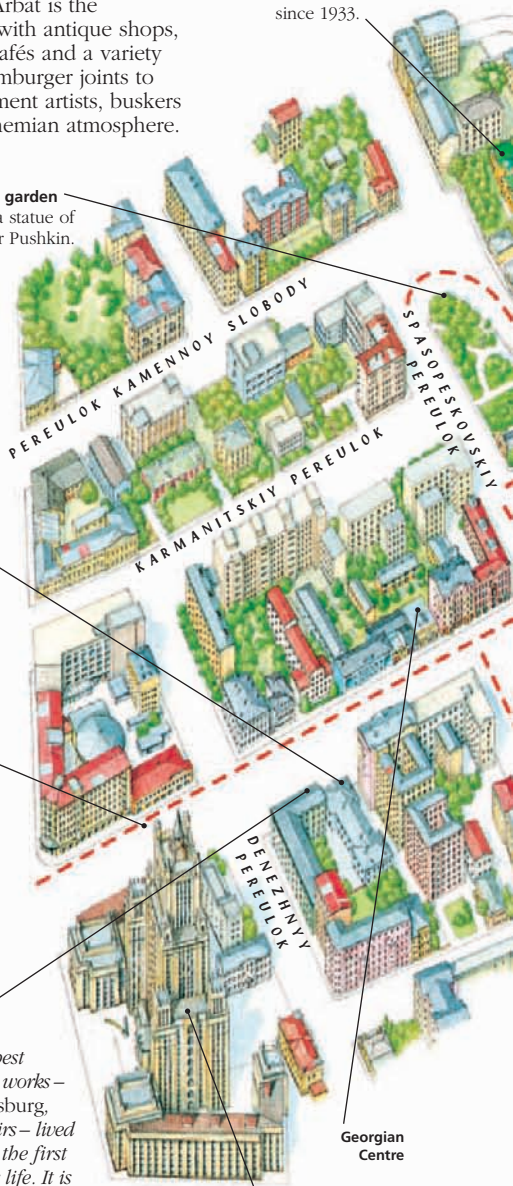 Arbat is the
with antique shops,
afés and a variety
mburger joints to
ment artists, buskers
hemian atmosphere.
since 1933.
garden
a statue of
r Pushkin.
PEREULOK KAMENNOY SLOBODY
SPASOPESKOVSKIY
PEREULOK
KARMANITSKIY PEREULOK
DENEZHNYY
PEREULOK
best
works –
sburg,
irs – lived
the first
life. It is
Georgian
Centre